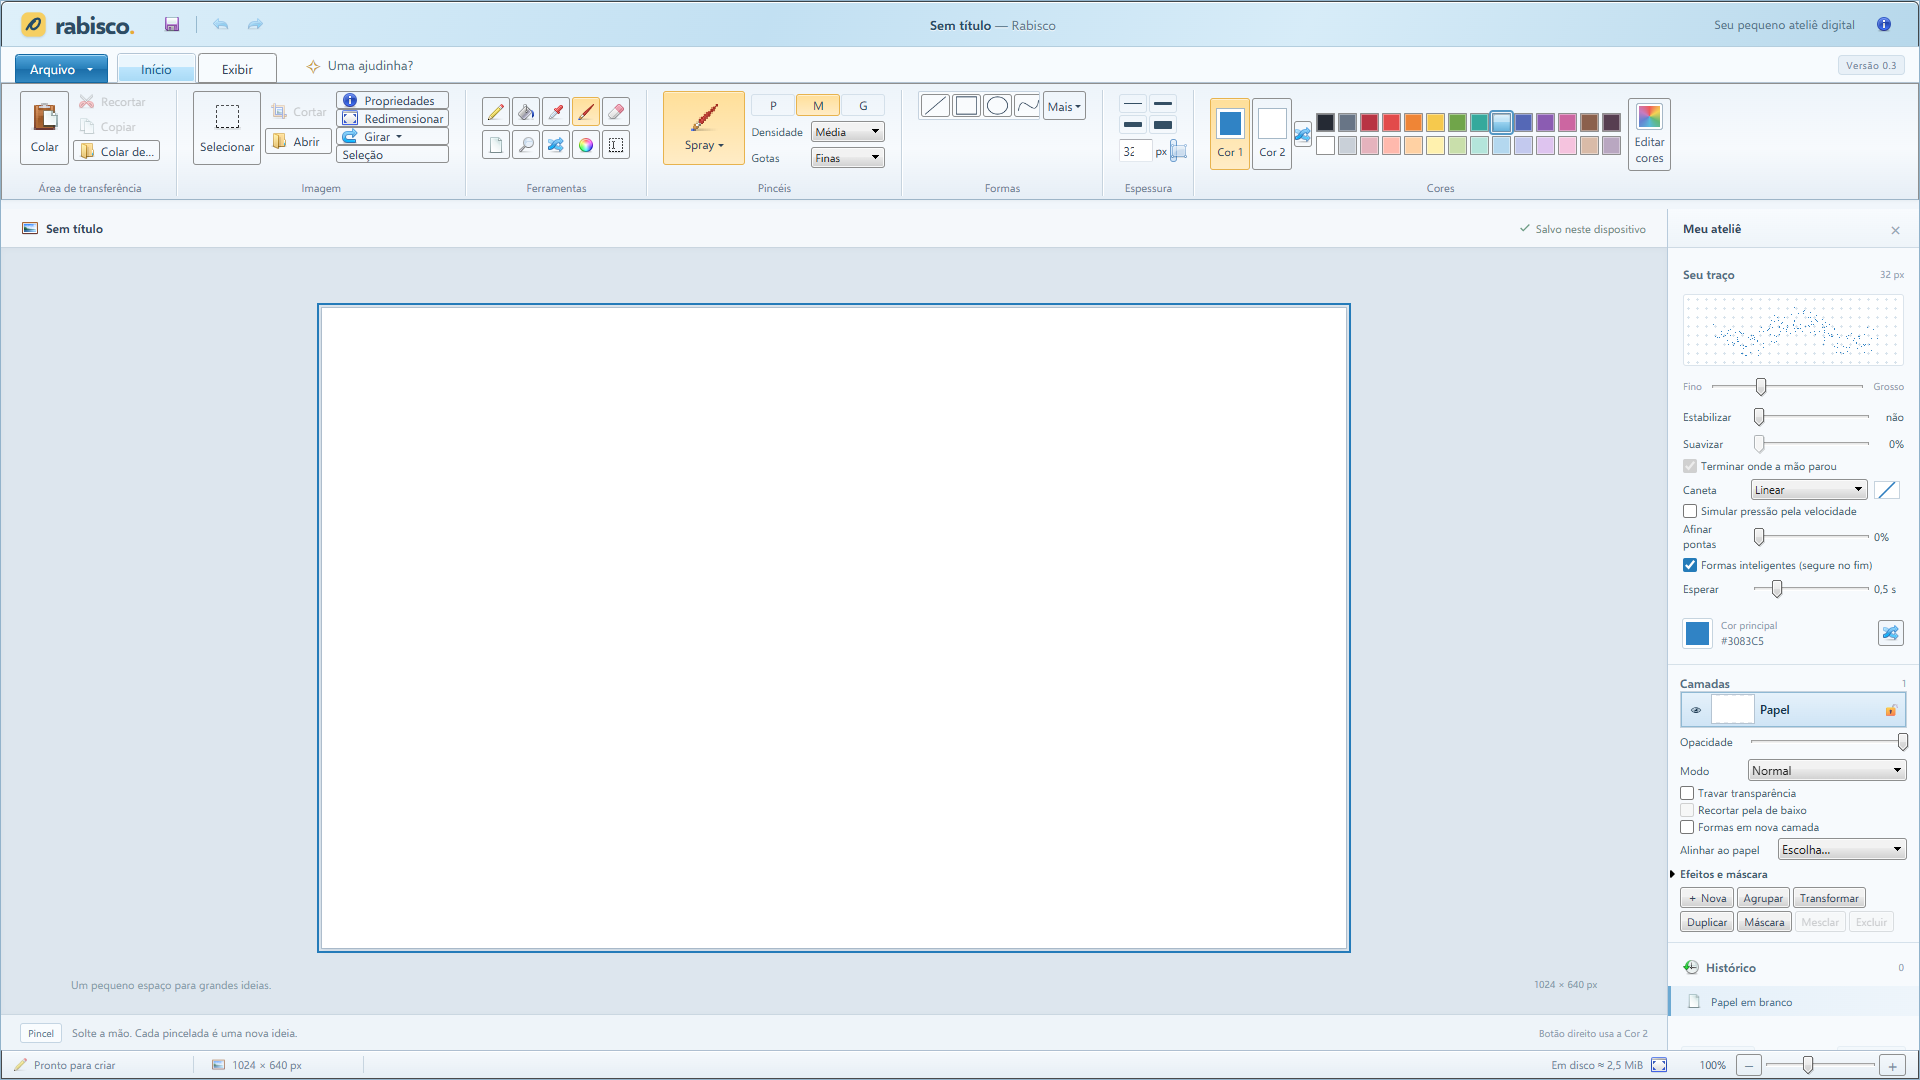 rabisco.
Sem título — Rabisco
Seu pequeno ateliê digital
Arquivo
Início
Exibir
Uma ajudinha?
Versão 0.3
Colar
Recortar
Copiar
Colar de...
Área de transferência
Selecionar
Cortar
Abrir
Propriedades
Redimensionar
Girar
Seleção
Imagem
Ferramentas
Spray
P M G
Densidade Média
Gotas Finas
Pincéis
Mais
Formas
32 px
Espessura
Cor 1
Cor 2
Editar
cores
Cores
Sem título
Salvo neste dispositivo
Meu ateliê
Seu traço 32 px
Fino Grosso
Estabilizar não
Suavizar 0%
Terminar onde a mão parou
Caneta Linear
Simular pressão pela velocidade
Afinar
pontas 0%
Formas inteligentes (segure no fim)
Esperar 0,5 s
Cor principal
#3083C5
Camadas 1
Papel
Opacidade
Modo Normal
Travar transparência
Recortar pela de baixo
Formas em nova camada
Alinhar ao papel Escolha...
Efeitos e máscara
+ Nova Agrupar Transformar
Duplicar Máscara Mesclar Excluir
Histórico 0
Papel em branco
Um pequeno espaço para grandes ideias.
1024 × 640 px
Pincel Solte a mão. Cada pincelada é uma nova ideia.
Botão direito usa a Cor 2
Pronto para criar
1024 × 640 px
Em disco ≈ 2,5 MiB
100%